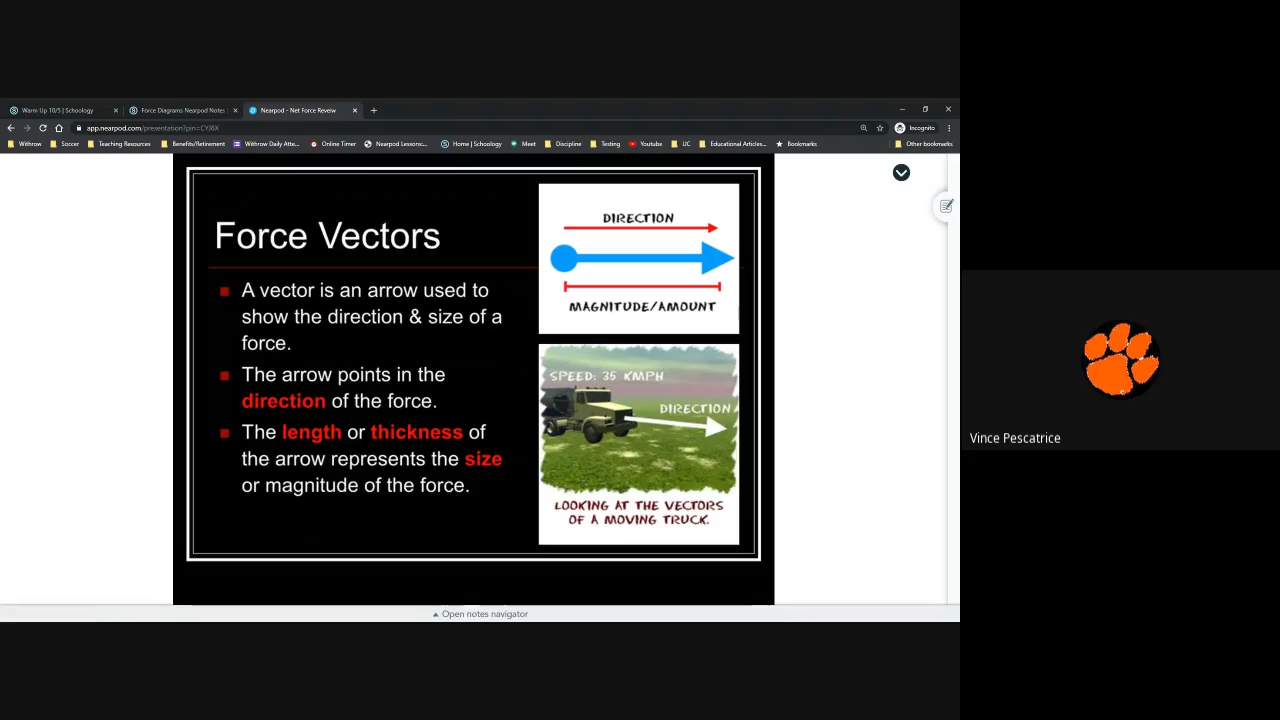 Warm Up 10/5 | Schoology
Force Diagrams Nearpod Notes
Nearpod - Net Force Reveiw
app.nearpod.com/presentation?pin=CYJ8X
Incognito
Withrow
Soccer
Teaching Resources
Benefits/Retirement
Withrow Daily Atte...
Online Timer
Nearpod Lessons:...
Home | Schoology
Meet
Discipline
Testing
Youtube
UC
Educational Articles...
Bookmarks
Other bookmarks
Force Vectors
A vector is an arrow used to
show the direction & size of a
force.
The arrow points in the
direction of the force.
The length or thickness of
the arrow represents the size
or magnitude of the force.
DIRECTION
MAGNITUDE/AMOUNT
SPEED: 35 KMPH
DIRECTION
LOOKING AT THE VECTORS
OF A MOVING TRUCK.
Open notes navigator
Vince Pescatrice